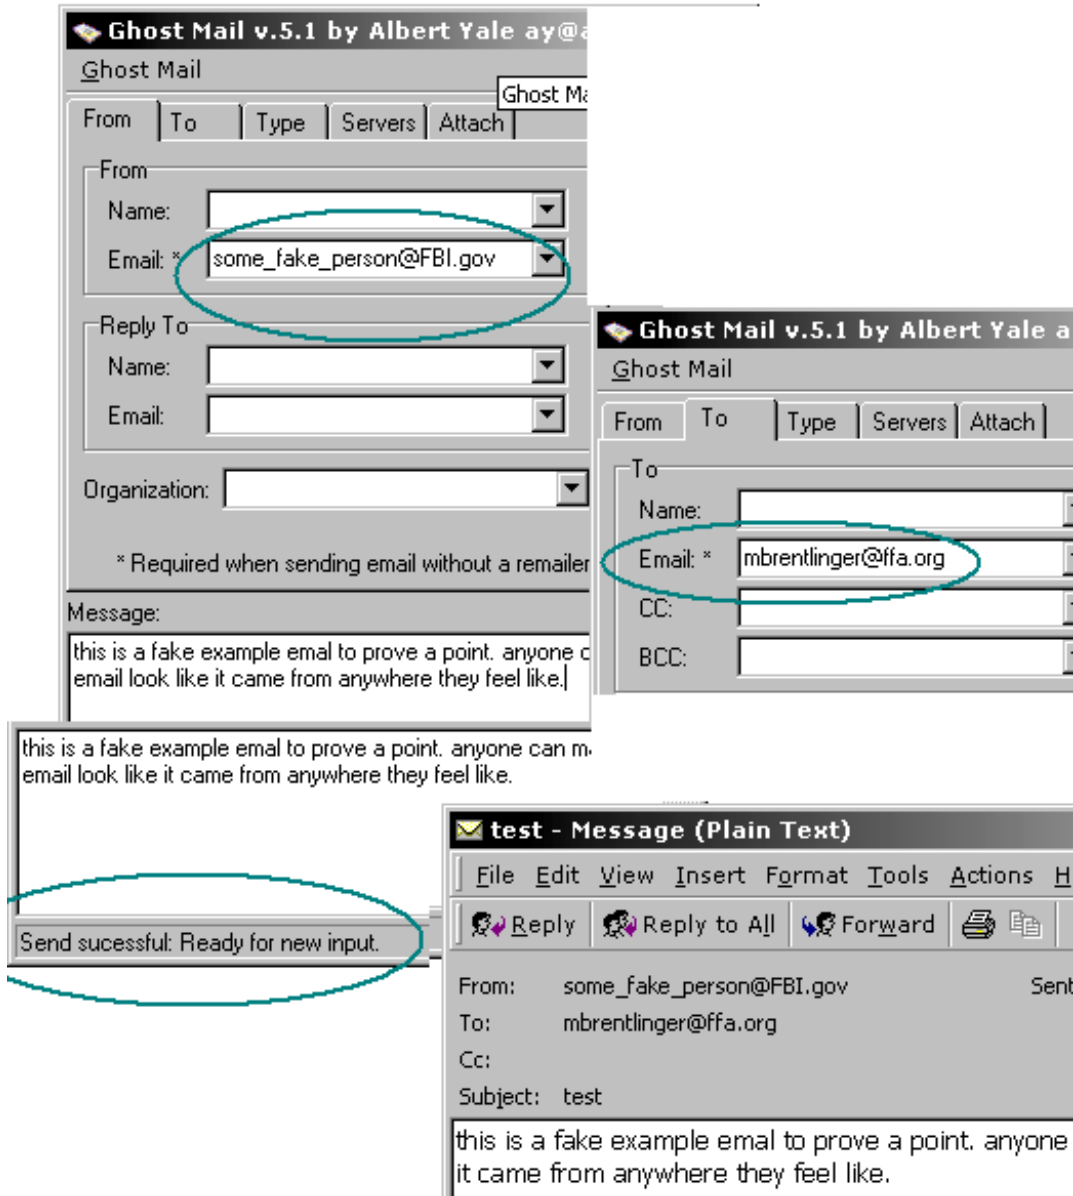 Ghost Mail v.5.1 by Albert Yale ay@
Ghost Mail
Ghost Ma
From To Type Servers Attach
From
Name:
Email: * some_fake_person@FBI.gov
Reply To
Name:
Email:
Organization:
* Required when sending email without a remailer
Message:
this is a fake example emal to prove a point. anyone
email look like it came from anywhere they feel like.
Ghost Mail v.5.1 by Albert Yale a
Ghost Mail
From To Type Servers Attach
To
Name:
Email: * mbrentlinger@ffa.org
CC:
BCC:
this is a fake example emal to prove a point. anyone can m
email look like it came from anywhere they feel like.
Send sucessful: Ready for new input.
test - Message (Plain Text)
File Edit View Insert Format Tools Actions H
Reply Reply to All Forward
From: some_fake_person@FBI.gov Sent
To: mbrentlinger@ffa.org
Cc:
Subject: test
this is a fake example emal to prove a point. anyone
it came from anywhere they feel like.